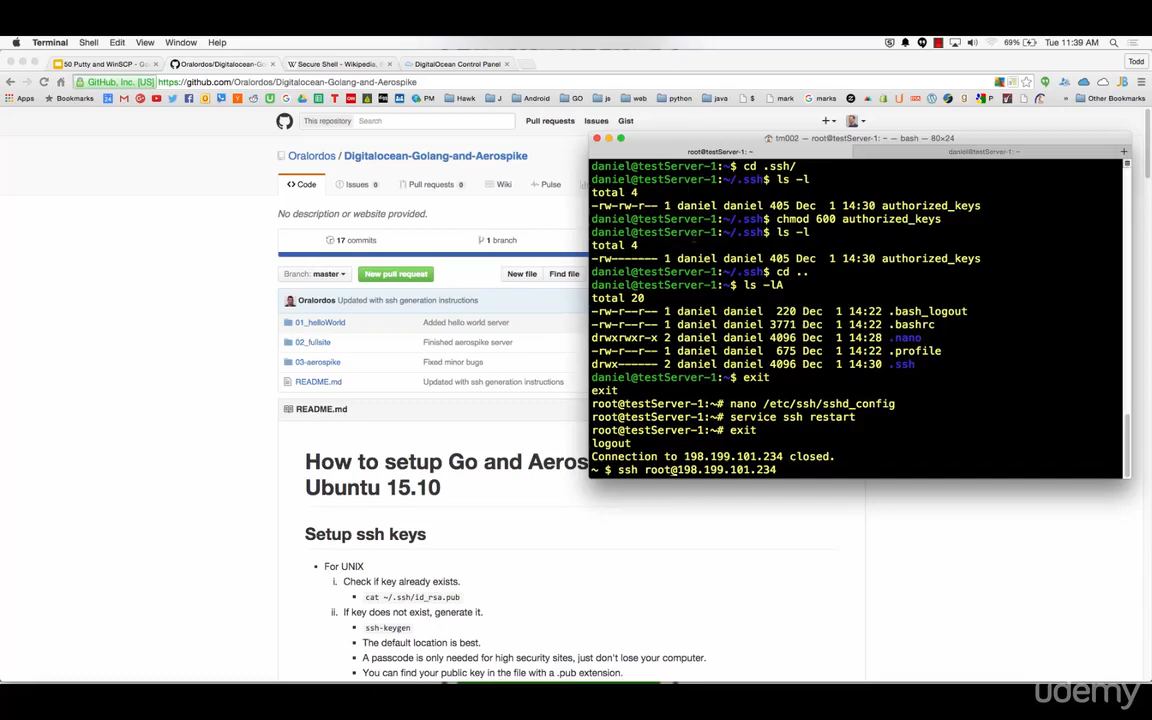 Terminal Shell Edit View Window Help 69% Tue 11:39 AM
50 Putty and WinSCP - G Oralordos/Digitalocean-Go Secure Shell - Wikipedia, DigitalOcean Control Panel Todd
GitHub, Inc. [US] https://github.com/Oralordos/Digitalocean-Golang-and-Aerospike
Apps Bookmarks PM Hawk J Android GO js web python java $ mark marks Other Bookmarks
This repository Search Pull requests Issues Gist
Oralordos / Digitalocean-Golang-and-Aerospike
Code Issues 0 Pull requests 0 Wiki Pulse
No description or website provided.
17 commits 1 branch
Branch: master New pull request New file Find file
Oralordos Updated with ssh generation instructions
01_helloWorld Added hello world server
02_fullsite Finished aerospike server
03-aerospike Fixed minor bugs
README.md Updated with ssh generation instructions
README.md
How to setup Go and Aeros
Ubuntu 15.10
Setup ssh keys
For UNIX
i. Check if key already exists.
cat ~/.ssh/id_rsa.pub
ii. If key does not exist, generate it.
ssh-keygen
The default location is best.
A passcode is only needed for high security sites, just don't lose your computer.
You can find your public key in the file with a .pub extension.
tm002 — root@testServer-1: ~ — bash — 80×24
root@testServer-1: ~ daniel@testServer-1: ~
daniel@testServer-1:~$ cd .ssh/
daniel@testServer-1:~/.ssh$ ls -l
total 4
-rw-rw-r-- 1 daniel daniel 405 Dec 1 14:30 authorized_keys
daniel@testServer-1:~/.ssh$ chmod 600 authorized_keys
daniel@testServer-1:~/.ssh$ ls -l
total 4
-rw------- 1 daniel daniel 405 Dec 1 14:30 authorized_keys
daniel@testServer-1:~/.ssh$ cd ..
daniel@testServer-1:~$ ls -lA
total 20
-rw-r--r-- 1 daniel daniel 220 Dec 1 14:22 .bash_logout
-rw-r--r-- 1 daniel daniel 3771 Dec 1 14:22 .bashrc
drwxrwxr-x 2 daniel daniel 4096 Dec 1 14:28 .nano
-rw-r--r-- 1 daniel daniel 675 Dec 1 14:22 .profile
drwx------ 2 daniel daniel 4096 Dec 1 14:30 .ssh
daniel@testServer-1:~$ exit
exit
root@testServer-1:~# nano /etc/ssh/sshd_config
root@testServer-1:~# service ssh restart
root@testServer-1:~# exit
logout
Connection to 198.199.101.234 closed.
~ $ ssh root@198.199.101.234
udemy